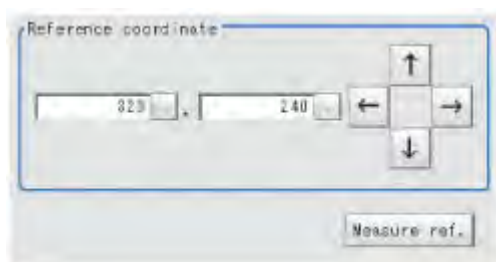 Reference coordinate
↑
323 , 240 ← →
↓
Measure ref.